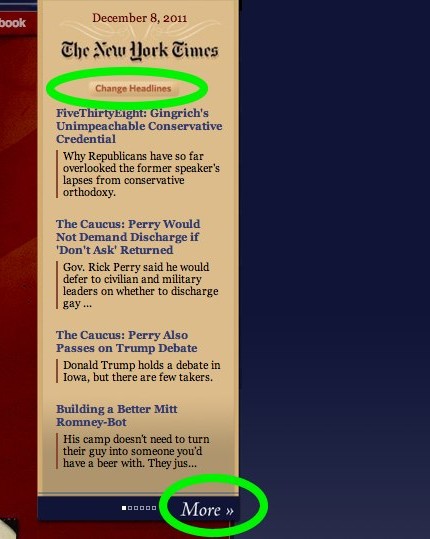 book
December 8, 2011
The New York Times
Change Headlines
FiveThirtyEight: Gingrich's
Unimpeachable Conservative
Credential
Why Republicans have so far
overlooked the former speaker's
lapses from conservative
orthodoxy.
The Caucus: Perry Would
Not Demand Discharge if
'Don't Ask' Returned
Gov. Rick Perry said he would
defer to civilian and military
leaders on whether to discharge
gay ...
The Caucus: Perry Also
Passes on Trump Debate
Donald Trump holds a debate in
Iowa, but there are few takers.
Building a Better Mitt
Romney-Bot
His camp doesn't need to turn
their guy into someone you'd
have a beer with. They jus...
More »